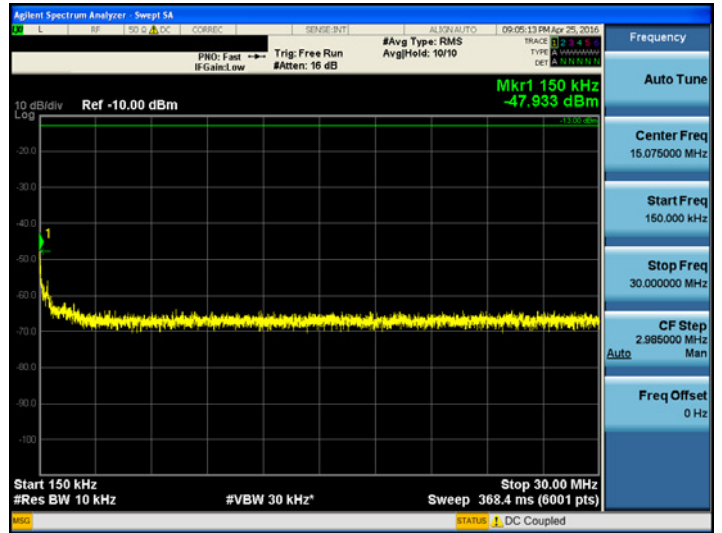 Agilent Spectrum Analyzer - Swept SA
L RF 50 Ω DC CORREC SENSE:INT ALIGN AUTO 09:05:13 PM Apr 25, 2016
PNO: Fast
IFGain:Low
Trig: Free Run
#Atten: 16 dB
#Avg Type: RMS
Avg|Hold: 10/10
TRACE 1 2 3 4 5 6
TYPE A WWWWW
DET A N N N N N
Mkr1 150 kHz
-47.933 dBm
10 dB/div Ref -10.00 dBm
Log
-13.00 dBm
-20.0
-30.0
-40.0
1
-50.0
-60.0
-70.0
-80.0
-90.0
-100
Start 150 kHz Stop 30.00 MHz
#Res BW 10 kHz #VBW 30 kHz* Sweep 368.4 ms (6001 pts)
MSG STATUS DC Coupled
Frequency
Auto Tune
Center Freq
15.075000 MHz
Start Freq
150.000 kHz
Stop Freq
30.000000 MHz
CF Step
2.985000 MHz
Auto Man
Freq Offset
0 Hz